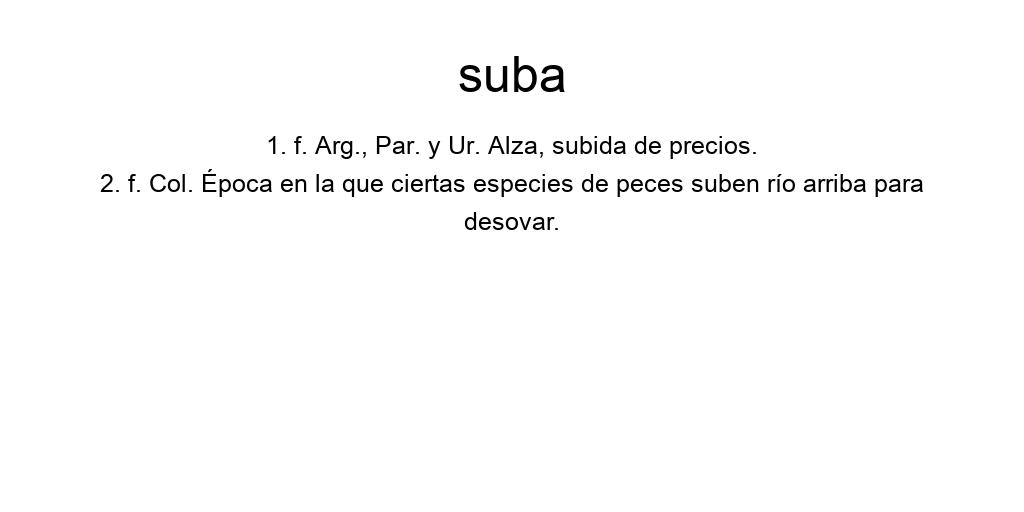 suba
1. f. Arg., Par. y Ur. Alza, subida de precios.
2. f. Col. Época en la que ciertas especies de peces suben río arriba para
desovar.